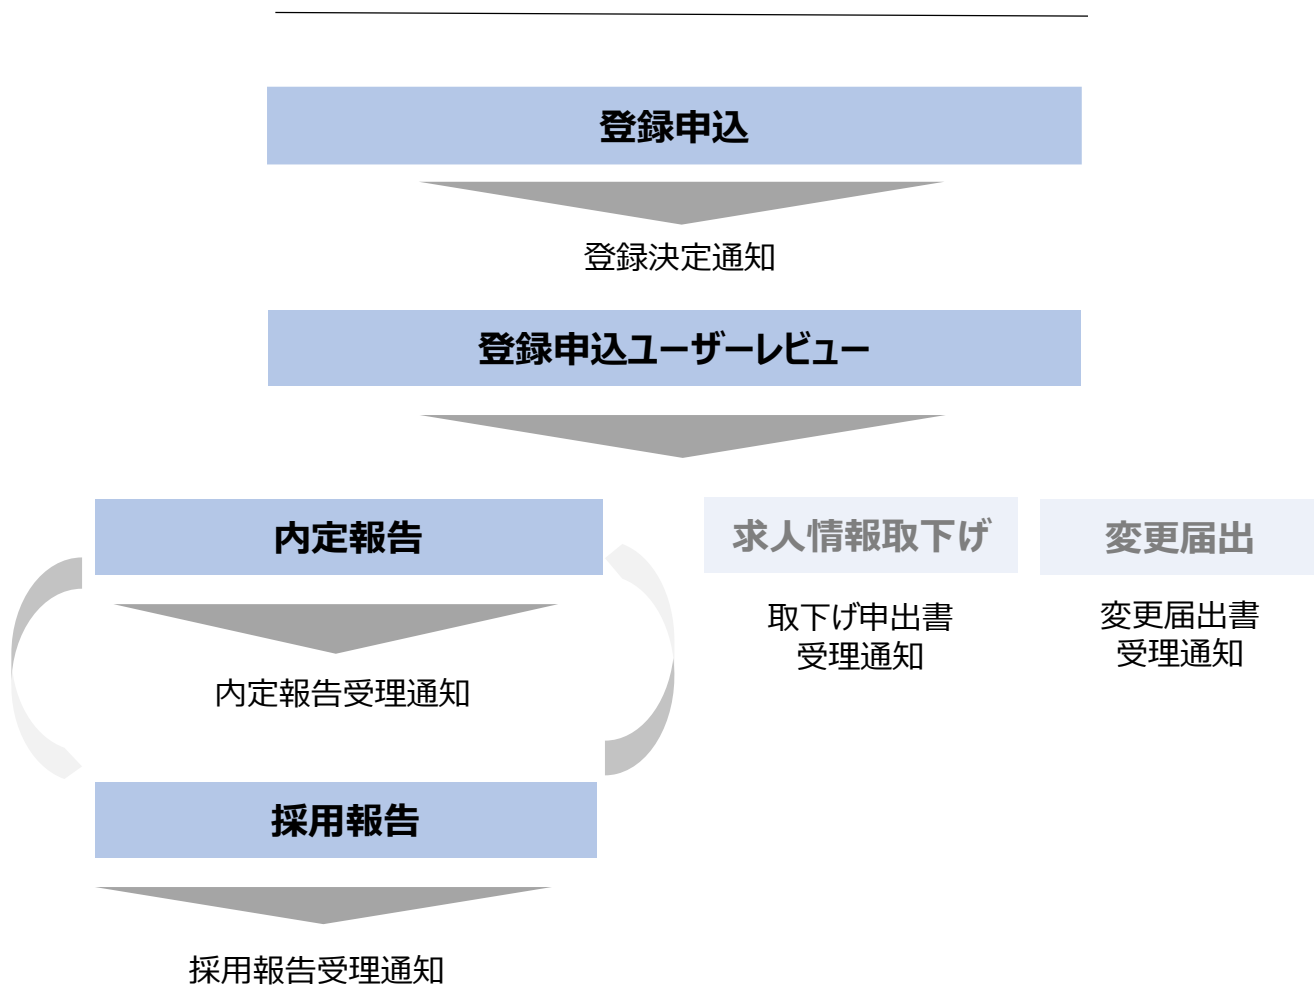 登録申込
登録決定通知
登録申込ユーザーレビュー
内定報告
求人情報取下げ
変更届出
取下げ申出書
受理通知
変更届出書
受理通知
内定報告受理通知
採用報告
採用報告受理通知